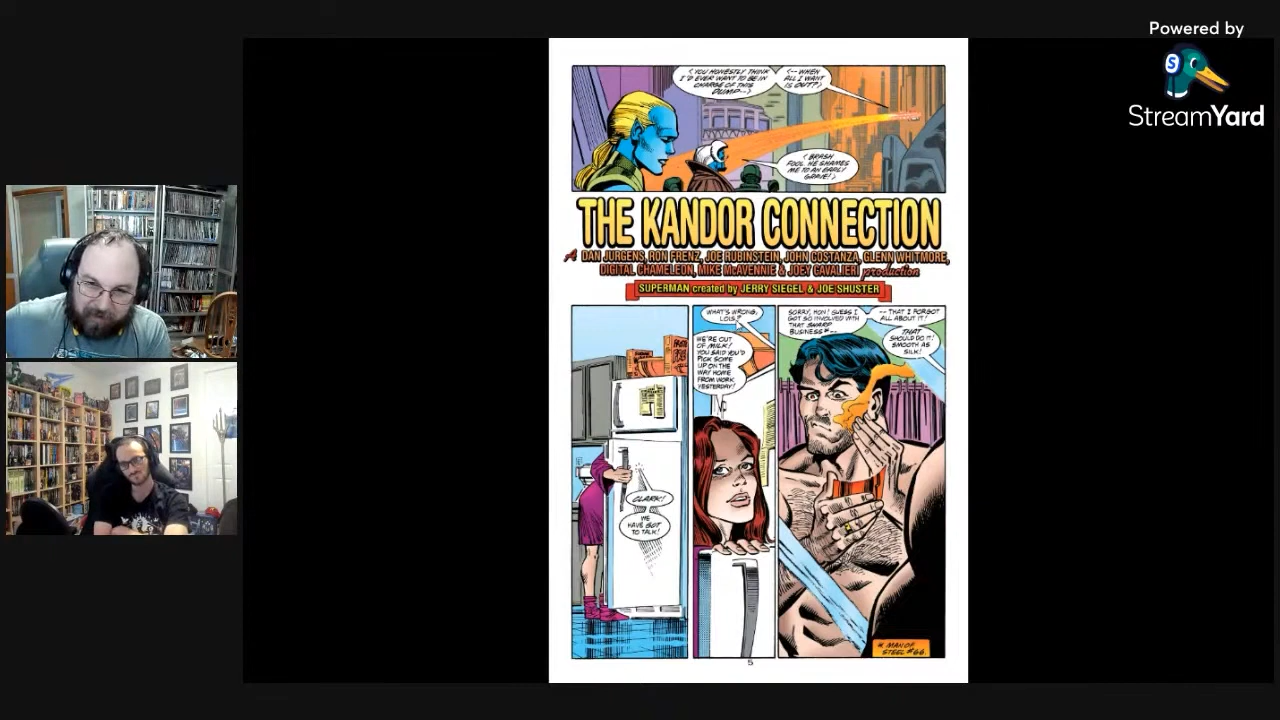 Powered by
StreamYard
<YOU HONESTLY THINK
I'D EVER WANT TO BE IN
CHARGE OF THIS
DUMP-->
<--WHEN
ALL I WANT
IS OUT?>
<BRASH
FOOL. HE SHAMES
ME TO AN EARLY
GRAVE!>
THE KANDOR CONNECTION
A DAN JURGENS, RON FRENZ, JOE RUBINSTEIN, JOHN COSTANZA, GLENN WHITMORE,
DIGITAL CHAMELEON, MIKE McAVENNIE & JOEY CAVALIERI production
SUPERMAN created by JERRY SIEGEL & JOE SHUSTER
CLARK!
WE
HAVE GOT
TO TALK!
WHAT'S WRONG,
LOIS?
WE'RE OUT
OF MILK!
YOU SAID YOU'D
PICK SOME
UP ON THE
WAY HOME
FROM WORK
YESTERDAY!
SORRY, HON! GUESS I
GOT SO INVOLVED WITH
THAT
BUSINESS*--
--THAT I FORGOT
ALL ABOUT IT!
THAT
SHOULD DO IT!
SMOOTH AS
SILK!
* MAN OF
STEEL #66.
5